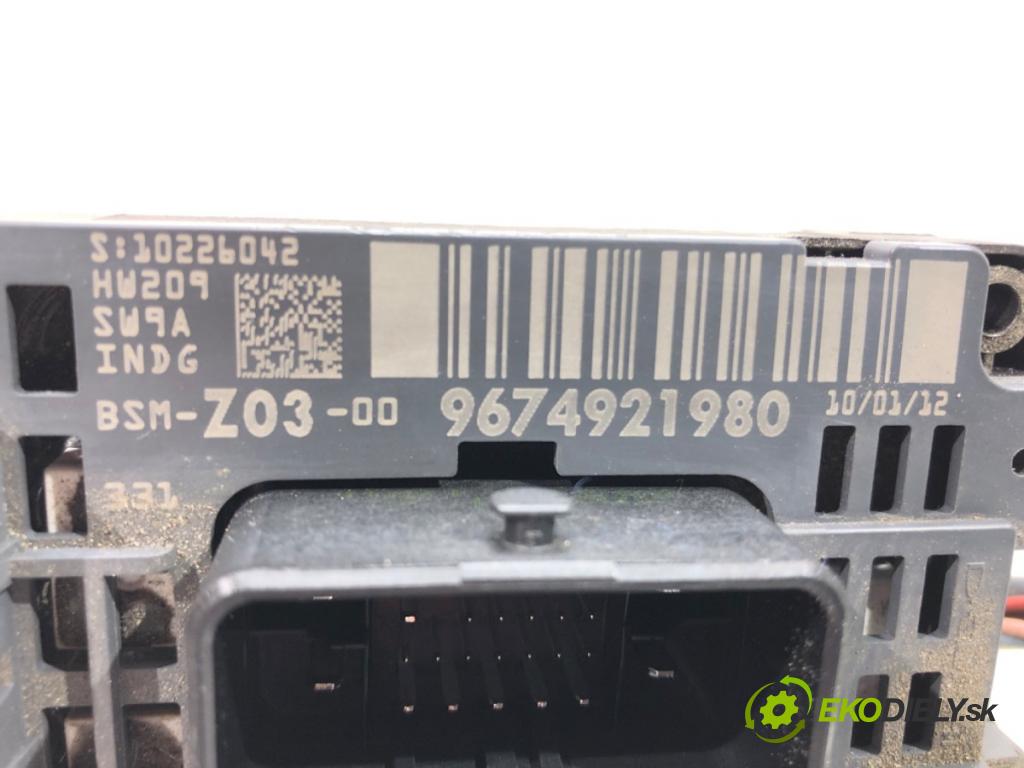 S:10226042
HW209
SW9A
INDG
BSM-Z03-00 9674921980 10/01/12
331
EKODIELY.sk